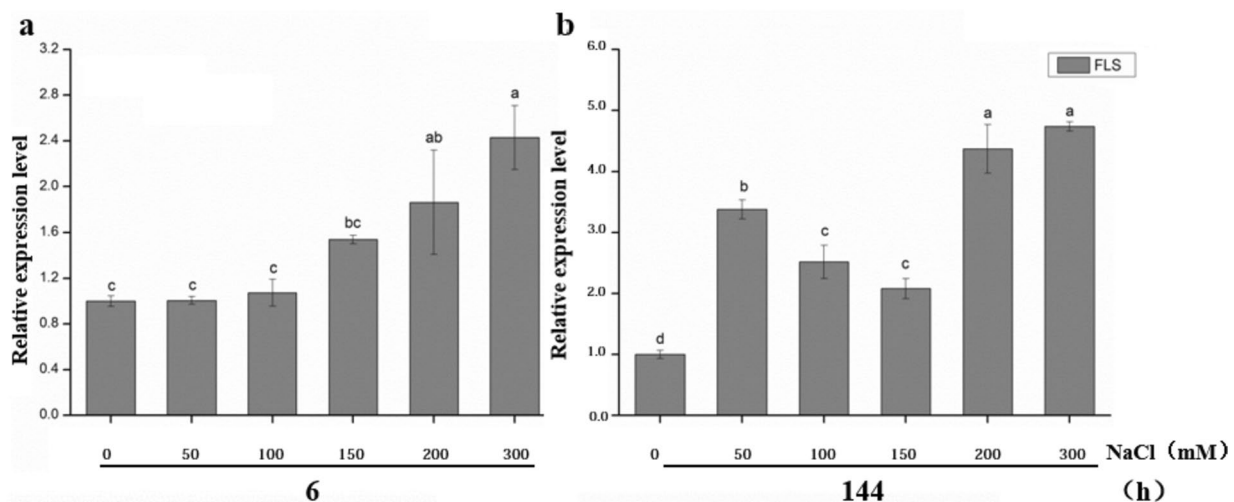 a
3.2
2.8
2.4
2.0
1.6
1.2
0.8
0.4
0.0
Relative expression level
c
c
c
bc
ab
a
0 50 100 150 200 300
6
b
6.0
5.0
4.0
3.0
2.0
1.0
0.0
Relative expression level
FLS
d
b
c
c
a
a
0 50 100 150 200 300 NaCl（mM）
144 （h）